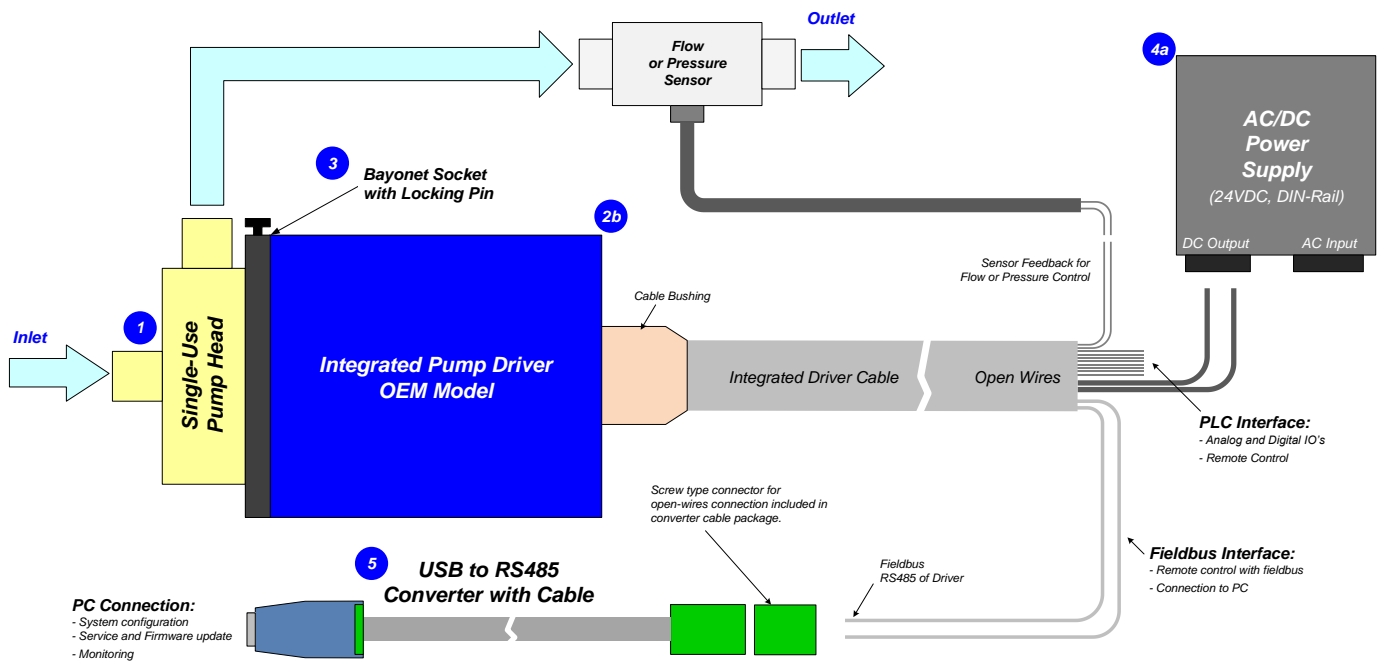 Outlet
4a
Flow
or Pressure
Sensor
AC/DC
Power
Supply
(24VDC, DIN-Rail)
DC Output
AC Input
3
Bayonet Socket
with Locking Pin
2b
Sensor Feedback for
Flow or Pressure Control
Cable Bushing
1
Inlet
Single-Use
Pump Head
Integrated Pump Driver
OEM Model
Integrated Driver Cable
Open Wires
PLC Interface:
- Analog and Digital IO's
- Remote Control
Screw type connector for
open-wires connection included in
converter cable package.
Fieldbus Interface:
- Remote control with fieldbus
- Connection to PC
5
USB to RS485
Converter with Cable
Fieldbus
RS485 of Driver
PC Connection:
- System configuration
- Service and Firmware update
- Monitoring